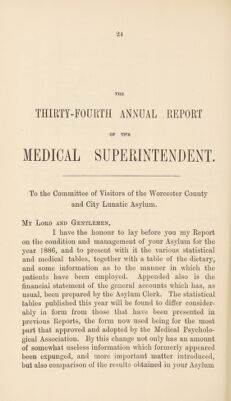 24
THE
THIRTY-FOURTH ANNUAL REPORT
OF THE
MEDICAL SUPERINTENDENT.
To the Committee of Visitors of the Worcester County
and City Lunatic Asylum.
MY LORD AND GENTLEMEN,
I have the honour to lay before you my Report
on the condition and management of your Asylum for the
year 1886, and to present with it the various statistical
and medical tables, together with a table of the dietary,
and some information as to the manner in which the
patients have been employed. Appended also is the
financial statement of the general accounts which has, as
usual, been prepared by the Asylum Clerk. The statistical
tables published this year will be found to differ consider-
ably in form from those that have been presented in
previous Reports, the form now used being for the most
part that approved and adopted by the Medical Psycholo-
gical Association. By this change not only has an amount
of somewhat useless information which formerly appeared
been expunged, and more important matter introduced,
but also comparison of the results obtained in your Asylum